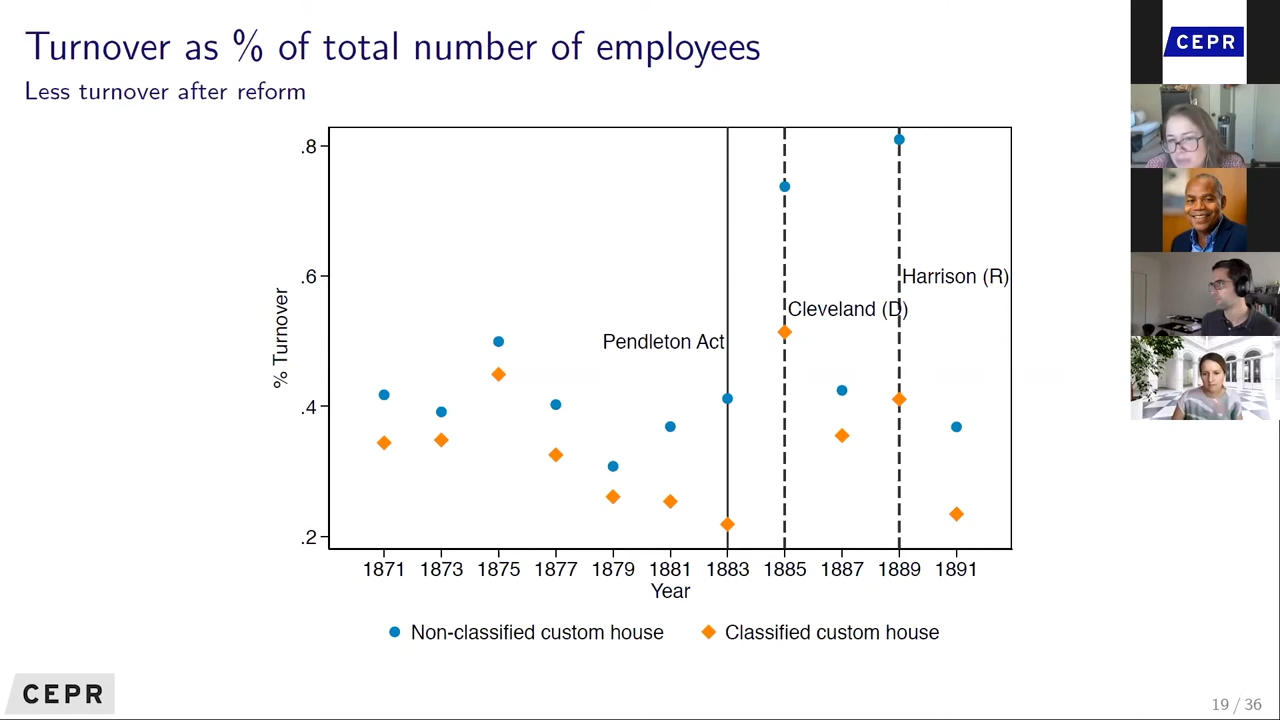 Turnover as % of total number of employees
Less turnover after reform
CEPR
.8
.6
.4
.2
% Turnover
Pendleton Act
Cleveland (D)
Harrison (R)
1871 1873 1875 1877 1879 1881 1883 1885 1887 1889 1891
Year
Non-classified custom house
Classified custom house
CEPR
19 / 36